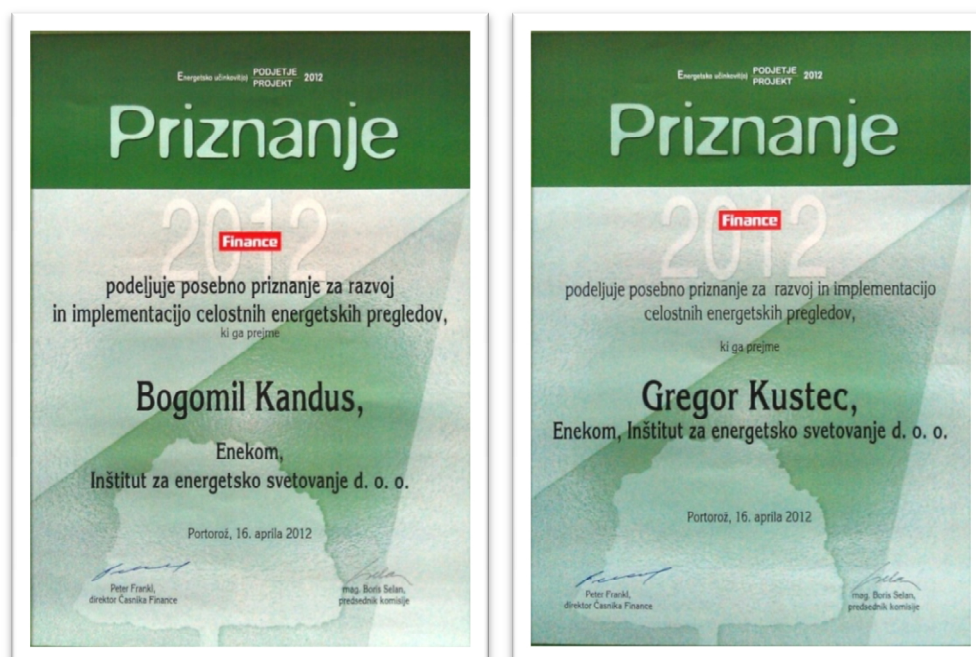 Energetsko učinkovit(o) PODJETJE PROJEKT 2012
Priznanje
2012
Finance
podeljuje posebno priznanje za razvoj
in implementacijo celostnih energetskih pregledov,
ki ga prejme
Bogomil Kandus,
Enekom,
Inštitut za energetsko svetovanje d. o. o.
Portorož, 16. aprila 2012
Peter Frankl,
direktor Časnika Finance
mag. Boris Selan,
predsednik komisije
Energetsko učinkovit(o) PODJETJE PROJEKT 2012
Priznanje
2012
Finance
podeljuje posebno priznanje za razvoj in implementacijo
celostnih energetskih pregledov,
ki ga prejme
Gregor Kustec,
Enekom, Inštitut za energetsko svetovanje d. o. o.
Portorož, 16. aprila 2012
Peter Frankl,
direktor Časnika Finance
mag. Boris Selan,
predsednik komisije